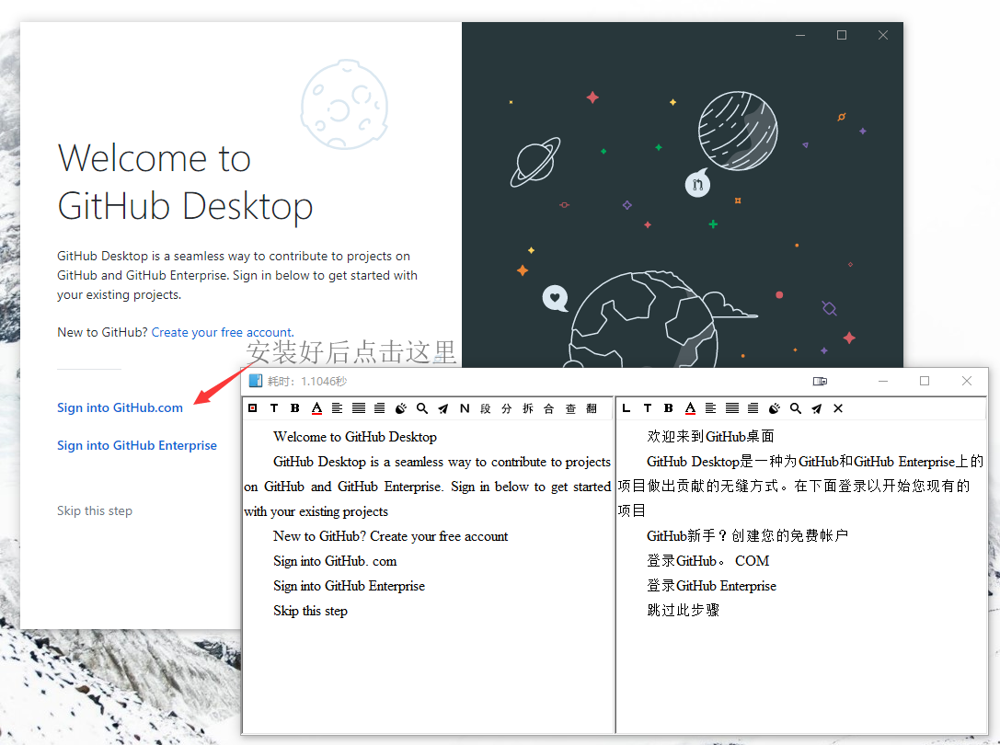 Welcome to
GitHub Desktop
GitHub Desktop is a seamless way to contribute to projects on
GitHub and GitHub Enterprise. Sign in below to get started with
your existing projects.
New to GitHub? Create your free account.
安装好后点击这里
Sign into GitHub.com
Sign into GitHub Enterprise
Skip this step
耗时：1.1046秒
T B A N 段 分 拆 合 查 翻
Welcome to GitHub Desktop
GitHub Desktop is a seamless way to contribute to projects
on GitHub and GitHub Enterprise. Sign in below to get started
with your existing projects
New to GitHub? Create your free account
Sign into GitHub. com
Sign into GitHub Enterprise
Skip this step
L T B A
欢迎来到GitHub桌面
GitHub Desktop是一种为GitHub和GitHub Enterprise上的
项目做出贡献的无缝方式。在下面登录以开始您现有的
项目
GitHub新手？创建您的免费帐户
登录GitHub。 COM
登录GitHub Enterprise
跳过此步骤